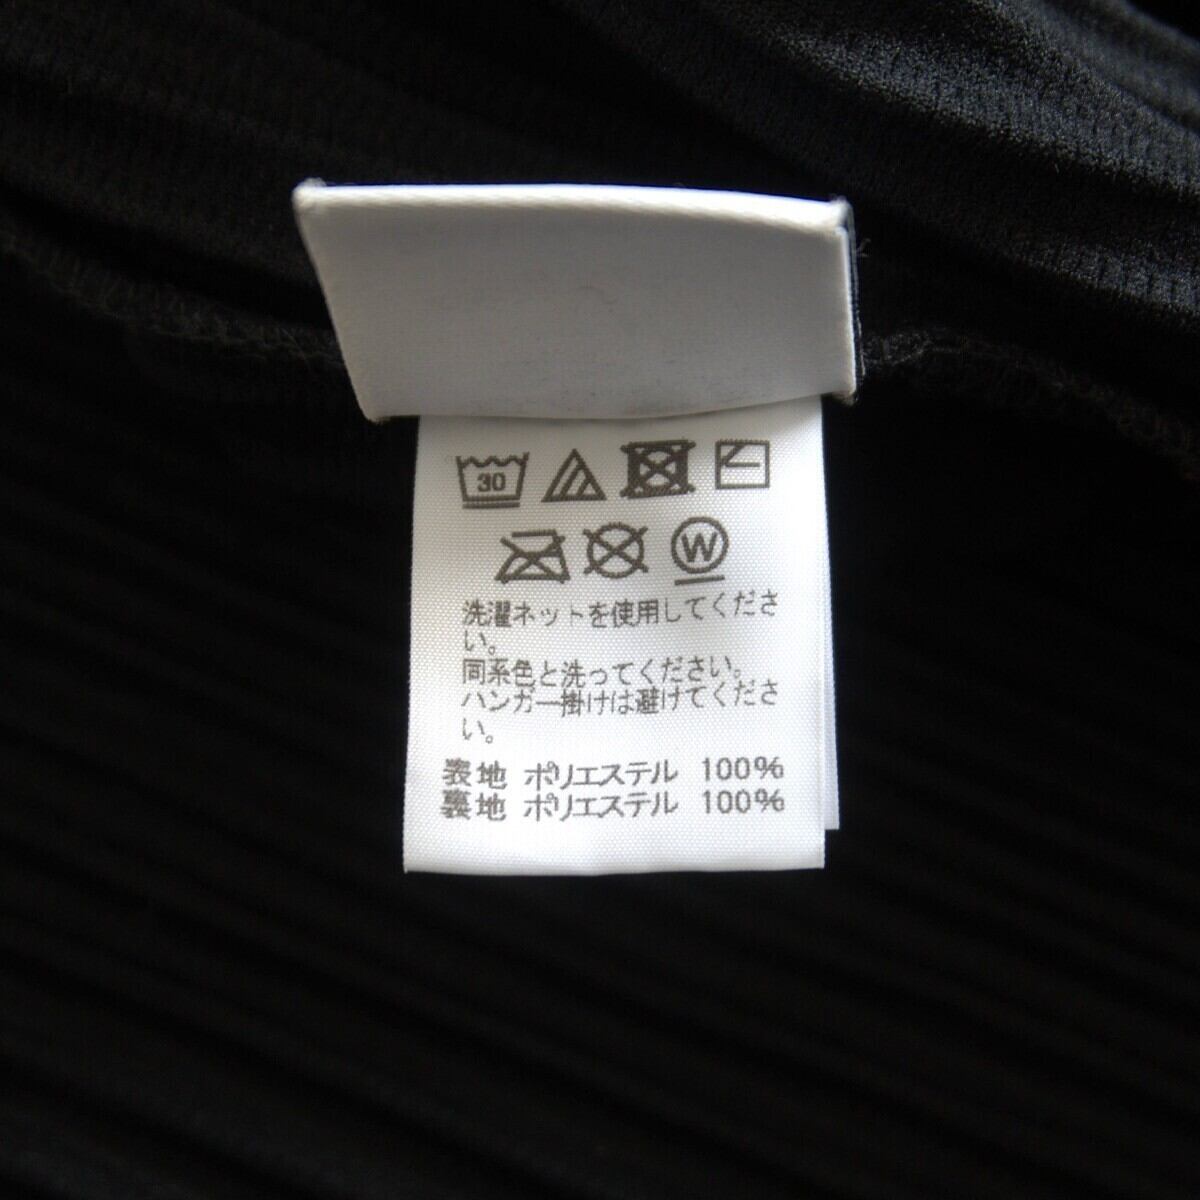 30
W
洗濯ネットを使用してくださ
い。
同系色と洗ってください。
ハンガー掛けは避けてくださ
い。
表地 ポリエステル 100%
裏地 ポリエステル 100%